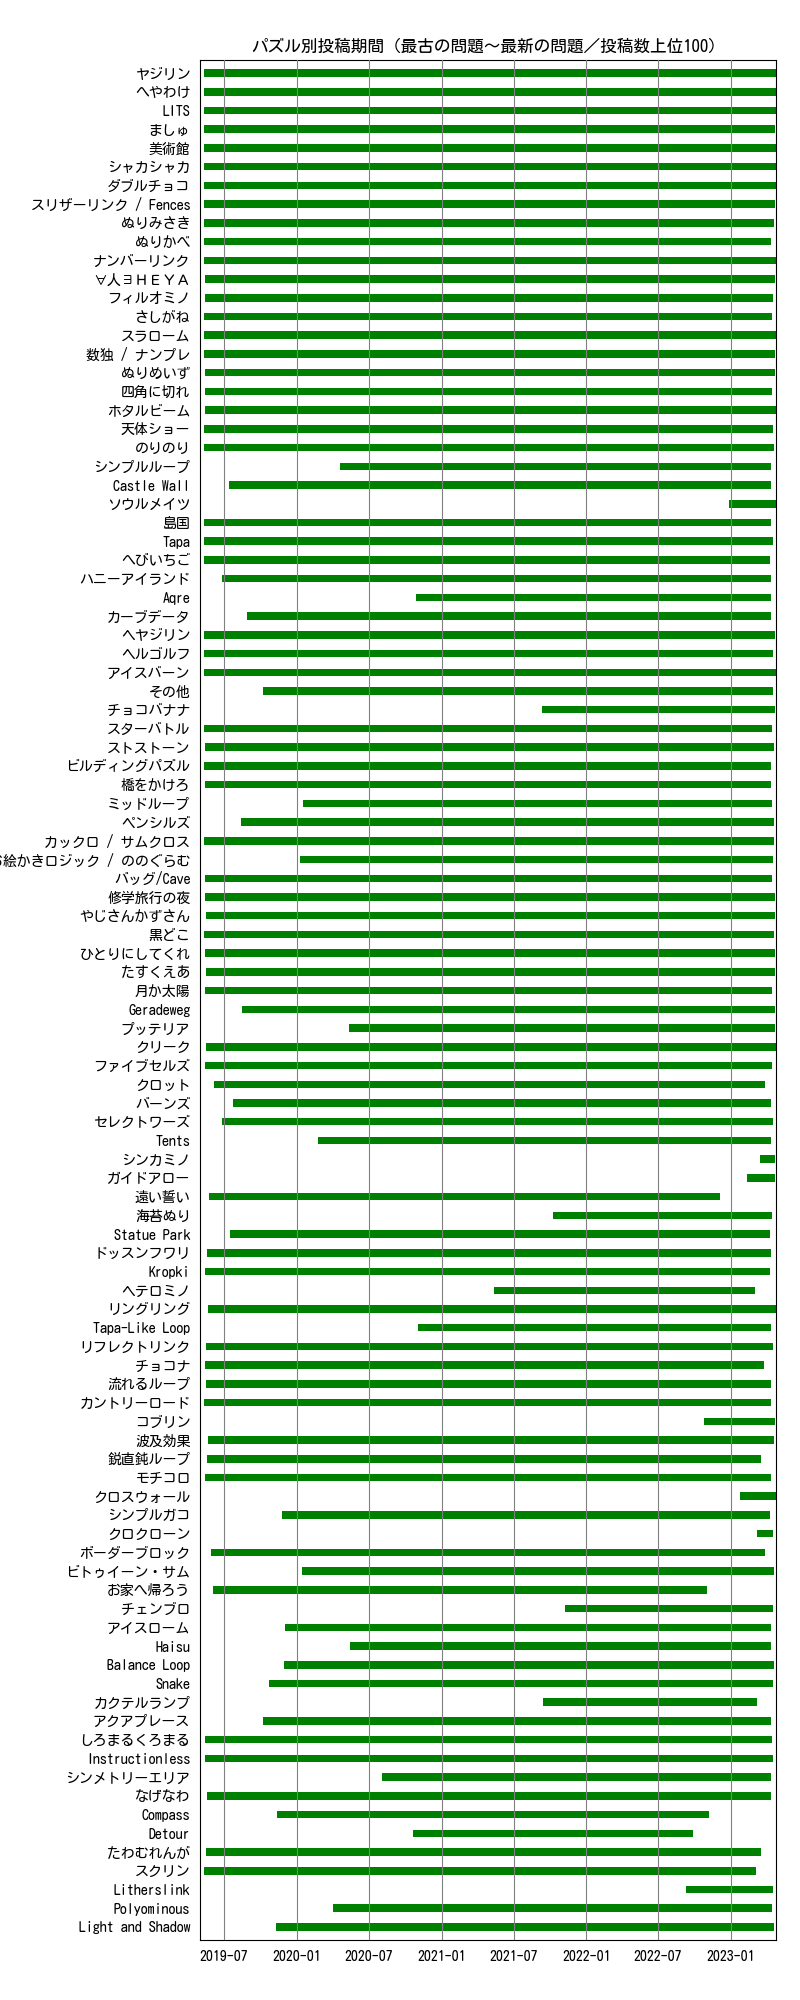 パズル別投稿期間（最古の問題～最新の問題／投稿数上位100）
ヤジリン
へやわけ
LITS
ましゅ
美術館
シャカシャカ
ダブルチョコ
スリザーリンク / Fences
ぬりみさき
ぬりかべ
ナンバーリンク
∀人∃ＨＥＹＡ
フィルオミノ
さしがね
スラローム
数独 / ナンプレ
ぬりめいず
四角に切れ
ホタルビーム
天体ショー
のりのり
シンプルループ
Castle Wall
ソウルメイツ
島国
Tapa
へびいちご
ハニーアイランド
Aqre
カーブデータ
ヘヤジリン
ヘルゴルフ
アイスバーン
その他
チョコバナナ
スターバトル
ストストーン
ビルディングパズル
橋をかけろ
ミッドループ
ペンシルズ
カックロ / サムクロス
絵かきロジック / ののぐらむ
バッグ/Cave
修学旅行の夜
やじさんかずさん
黒どこ
ひとりにしてくれ
たすくえあ
月か太陽
Geradeweg
プッテリア
クリーク
ファイブセルズ
クロット
バーンズ
セレクトワーズ
Tents
シンカミノ
ガイドアロー
遠い誓い
海苔ぬり
Statue Park
ドッスンフワリ
Kropki
ヘテロミノ
リングリング
Tapa-Like Loop
リフレクトリンク
チョコナ
流れるループ
カントリーロード
コブリン
波及効果
鋭直鈍ループ
モチコロ
クロスウォール
シンプルガコ
クロクローン
ボーダーブロック
ビトゥイーン・サム
お家へ帰ろう
チェンブロ
アイスローム
Haisu
Balance Loop
Snake
カクテルランプ
アクアプレース
しろまるくろまる
Instructionless
シンメトリーエリア
なげなわ
Compass
Detour
たわむれんが
スクリン
Litherslink
Polyominous
Light and Shadow
2019-07 2020-01 2020-07 2021-01 2021-07 2022-01 2022-07 2023-01